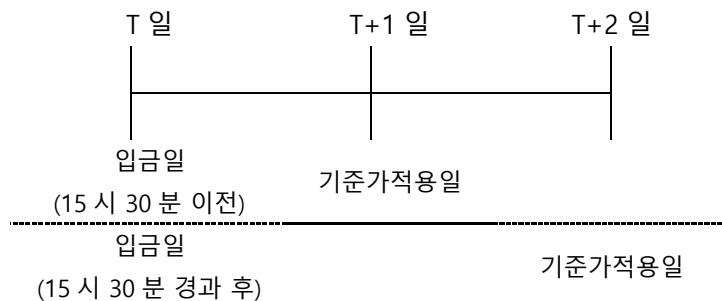 T 일 T+1 일 T+2 일
입금일
(15 시 30 분 이전)
기준가적용일
입금일
(15 시 30 분 경과 후)
기준가적용일